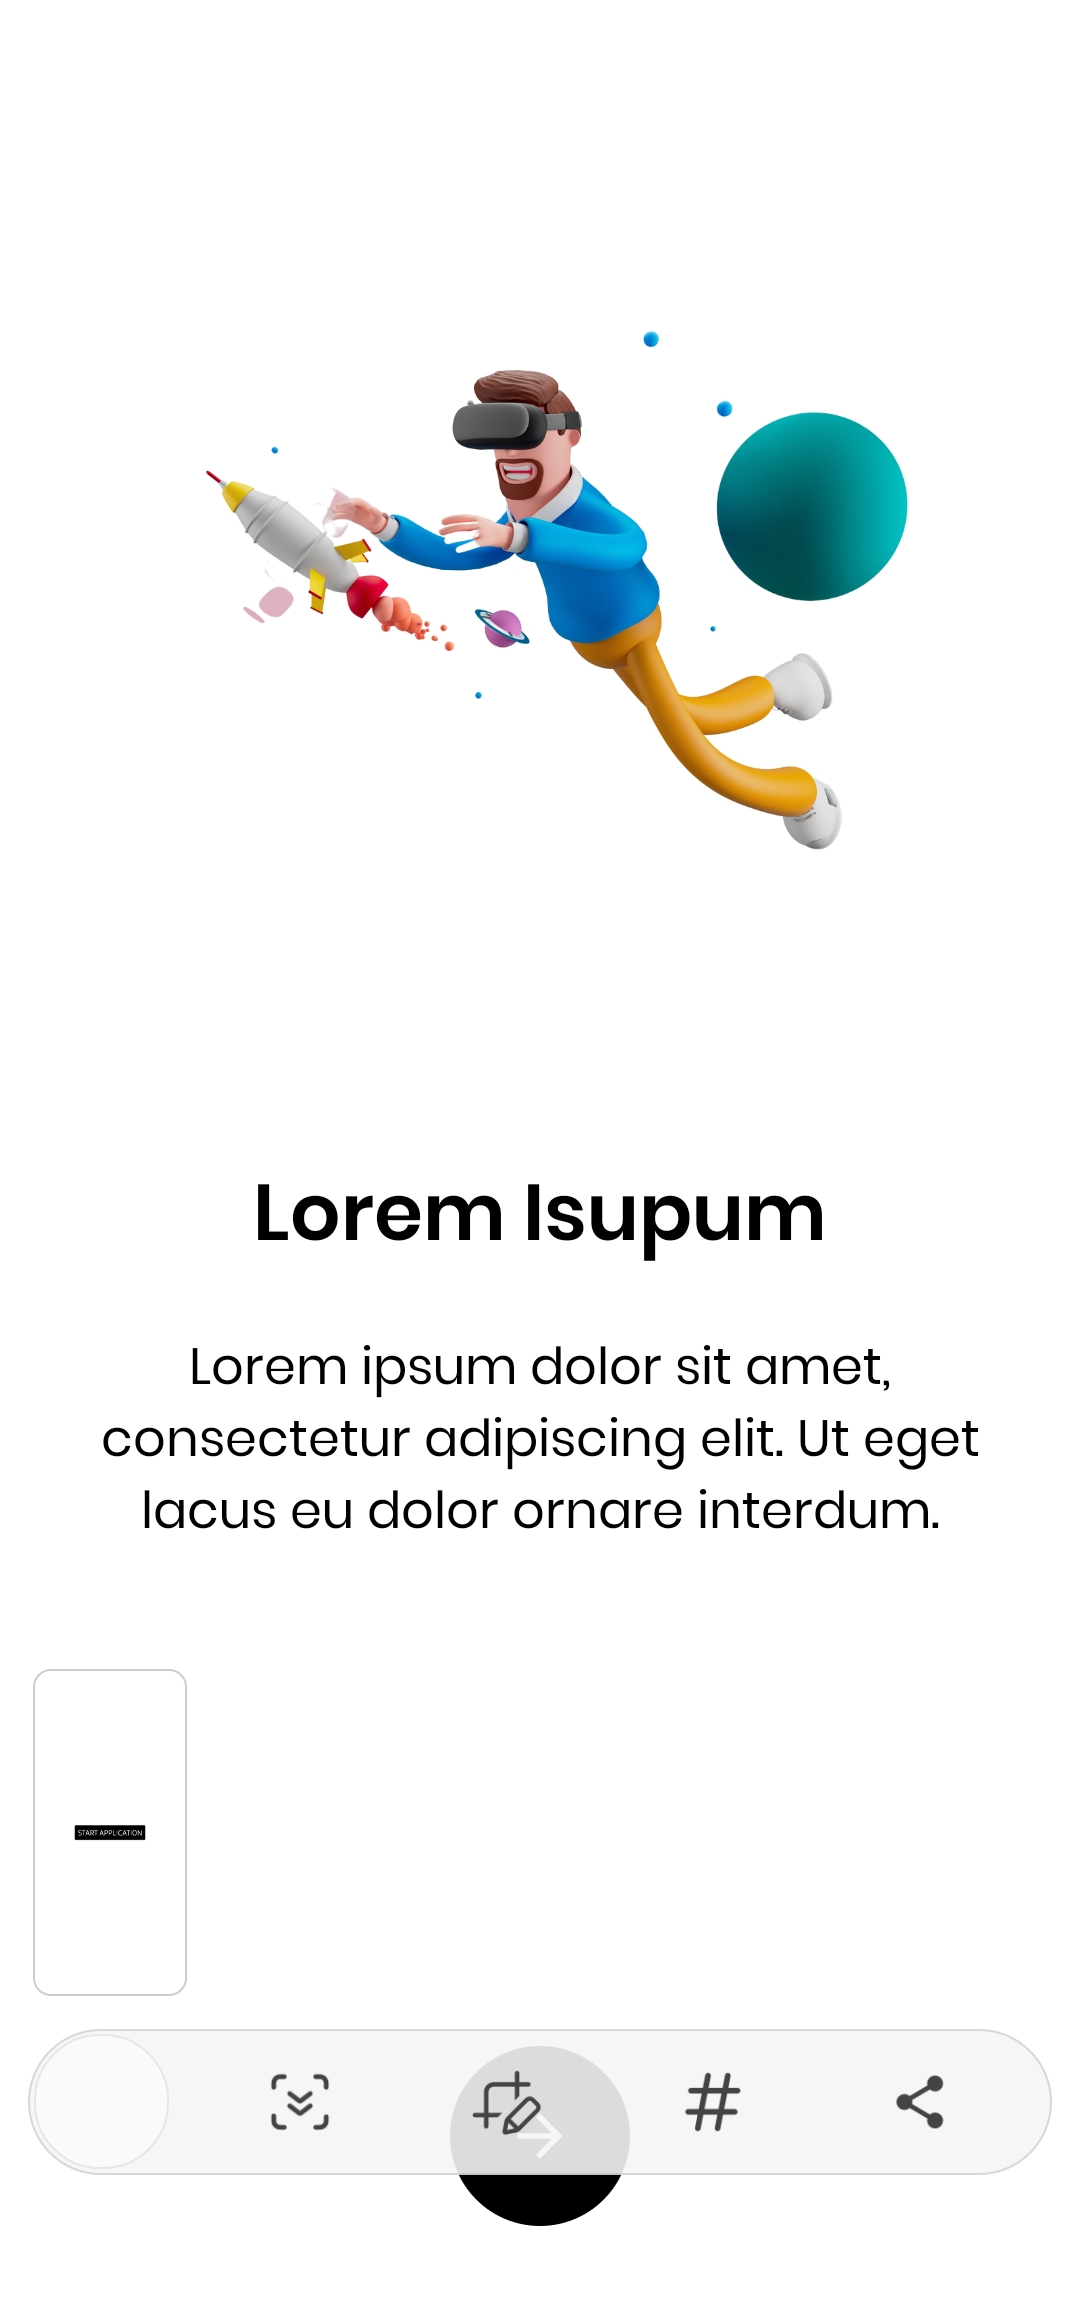 Lorem Isupum
Lorem ipsum dolor sit amet,
consectetur adipiscing elit. Ut eget
lacus eu dolor ornare interdum.
START APPLICATION